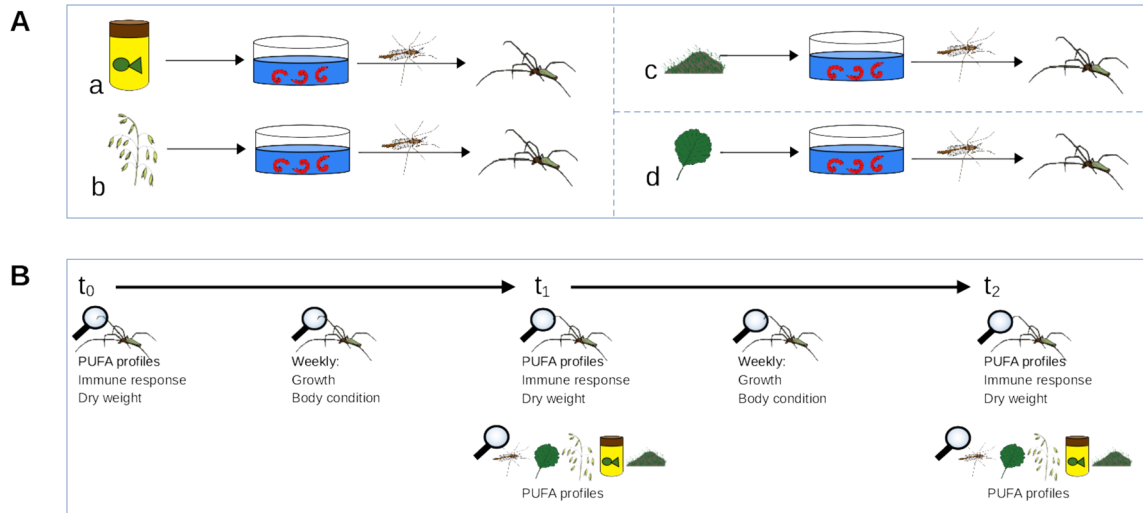 A
a
c
b
d
B
t0
t1
t2
PUFA profiles
Immune response
Dry weight
Weekly:
Growth
Body condition
PUFA profiles
Immune response
Dry weight
Weekly:
Growth
Body condition
PUFA profiles
Immune response
Dry weight
PUFA profiles
PUFA profiles